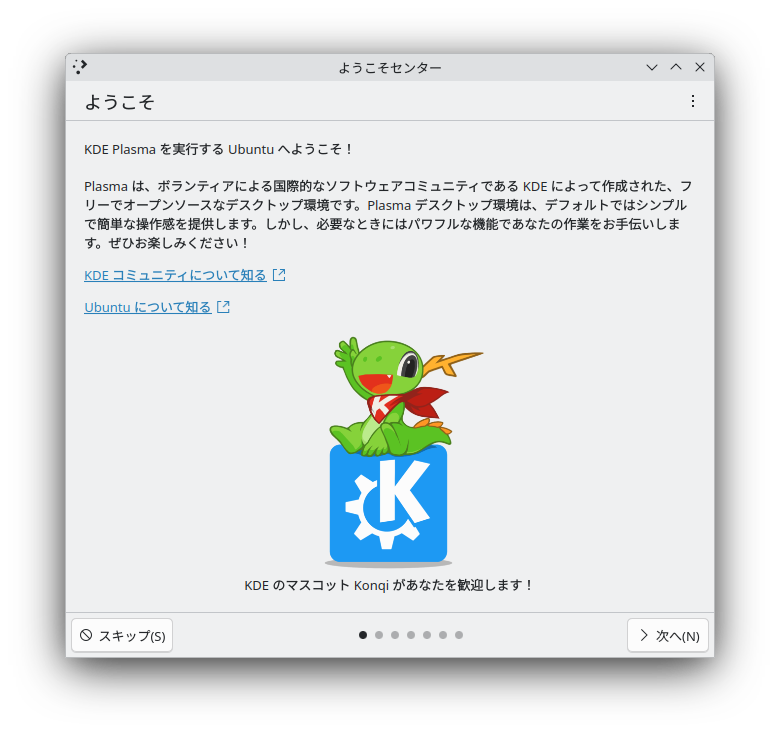 ようこそセンター
ようこそ
KDE Plasma を実行する Ubuntu へようこそ！
Plasma は、ボランティアによる国際的なソフトウェアコミュニティである KDE によって作成された、フ
リーでオープンソースなデスクトップ環境です。Plasma デスクトップ環境は、デフォルトではシンプル
で簡単な操作感を提供します。しかし、必要なときにはパワフルな機能であなたの作業をお手伝いしま
す。ぜひお楽しみください！
KDE コミュニティについて知る
Ubuntu について知る
K
K
KDE のマスコット Konqi があなたを歓迎します！
スキップ(S)
次へ(N)